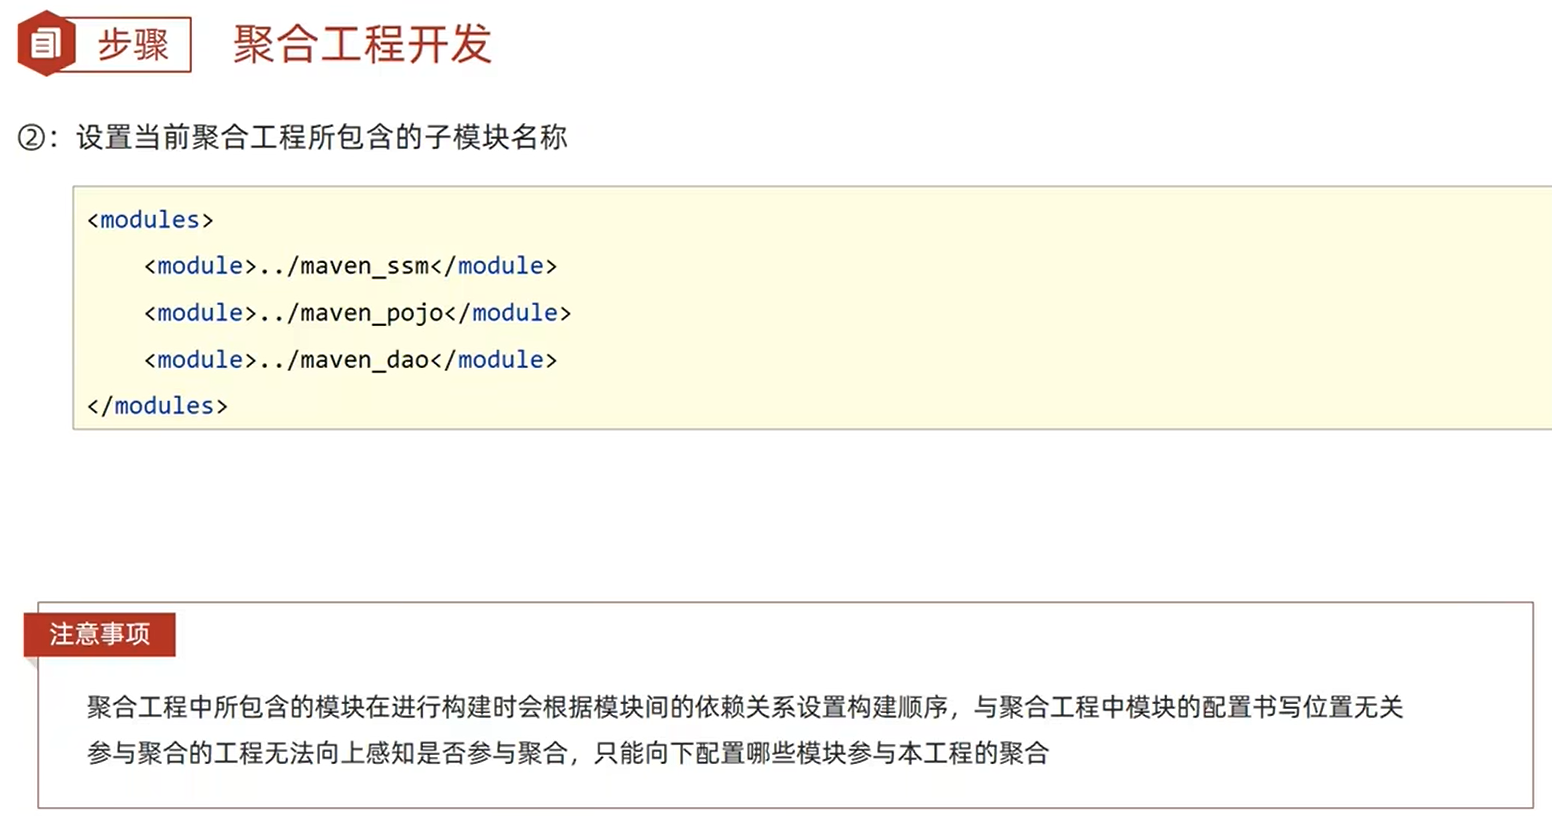 步骤 聚合工程开发
②：设置当前聚合工程所包含的子模块名称
<modules>
    <module>../maven_ssm</module>
    <module>../maven_pojo</module>
    <module>../maven_dao</module>
</modules>
注意事项
聚合工程中所包含的模块在进行构建时会根据模块间的依赖关系设置构建顺序，与聚合工程中模块的配置书写位置无关
参与聚合的工程无法向上感知是否参与聚合，只能向下配置哪些模块参与本工程的聚合